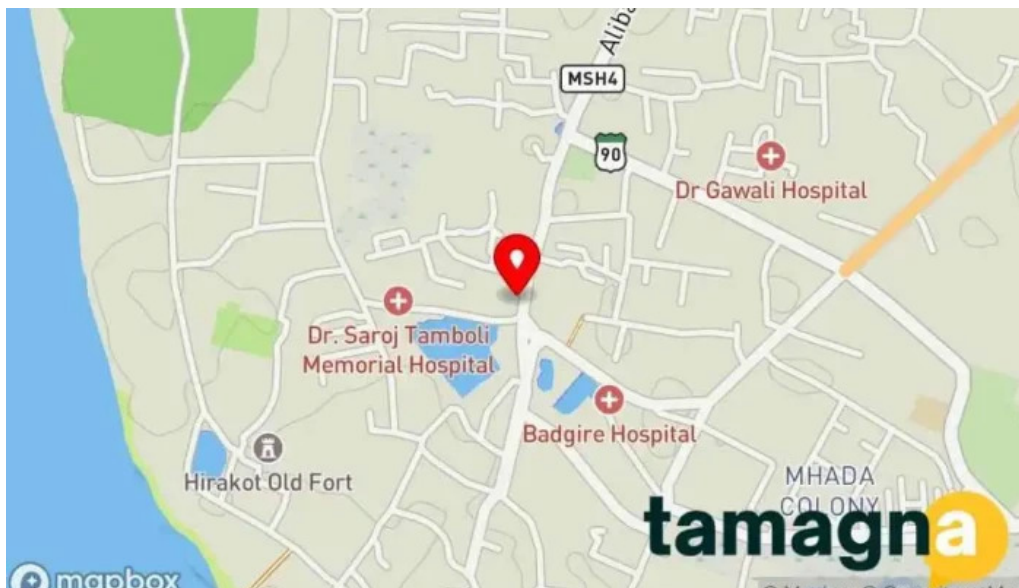 Aliba
MSH4
90
Dr Gawali Hospital
Dr. Saroj Tamboli
Memorial Hospital
Badgire Hospital
Hirakot Old Fort
MHADA
COLONY
tamagna
mapbox